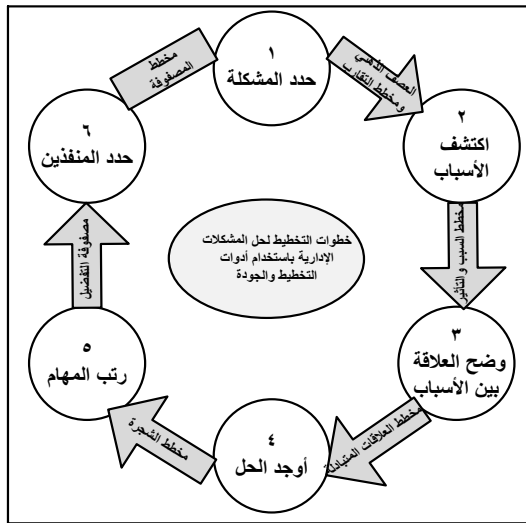 ١
حدد المشكلة
العصف الذهني
ومخطط التقارب
٢
اكتشف
الأسباب
مخطط السبب والتأثير
٣
وضح العلاقة
بين الأسباب
مخطط العلاقات المتبادلة
٤
أوجد الحل
مخطط الشجرة
٥
رتب المهام
مصفوفة التفضيل
٦
حدد المنفذين
مخطط
المصفوفة
خطوات التخطيط لحل المشكلات
الإدارية باستخدام أدوات
التخطيط والجودة